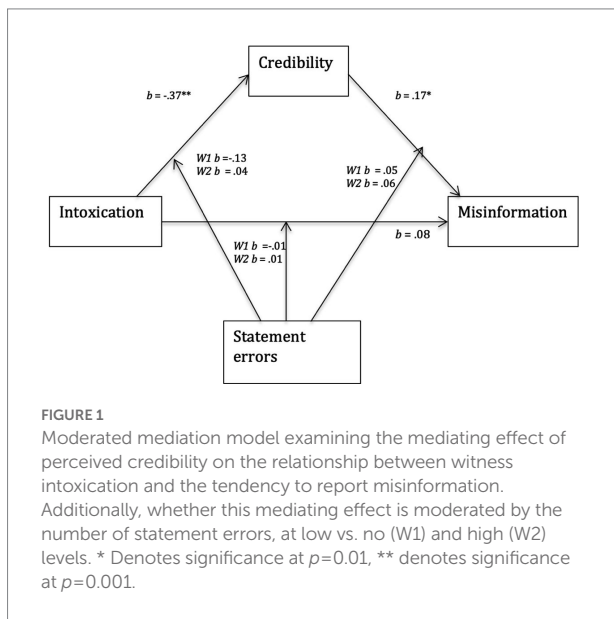 Credibility
b = -.37**
b = .17*
W1 b =-.13
W2 b = .04
W1 b = .05
W2 b = .06
Intoxication
Misinformation
b = .08
W1 b =-.01
W2 b = .01
Statement
errors
FIGURE 1
Moderated mediation model examining the mediating effect of
perceived credibility on the relationship between witness
intoxication and the tendency to report misinformation.
Additionally, whether this mediating effect is moderated by the
number of statement errors, at low vs. no (W1) and high (W2)
levels. * Denotes significance at p=0.01, ** denotes significance
at p=0.001.